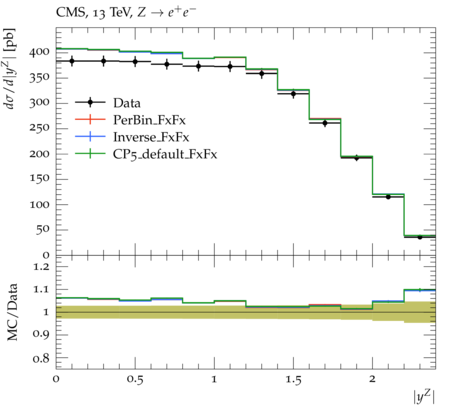 CMS, 13 TeV, Z → e⁺e⁻
dσ/d|y^Z| [pb]
400
350
300
250
200
150
100
50
0
Data
PerBin_FxFx
Inverse_FxFx
CP5_default_FxFx
MC/Data
1.2
1.1
1
0.9
0.8
0 0.5 1 1.5 2
|y^Z|